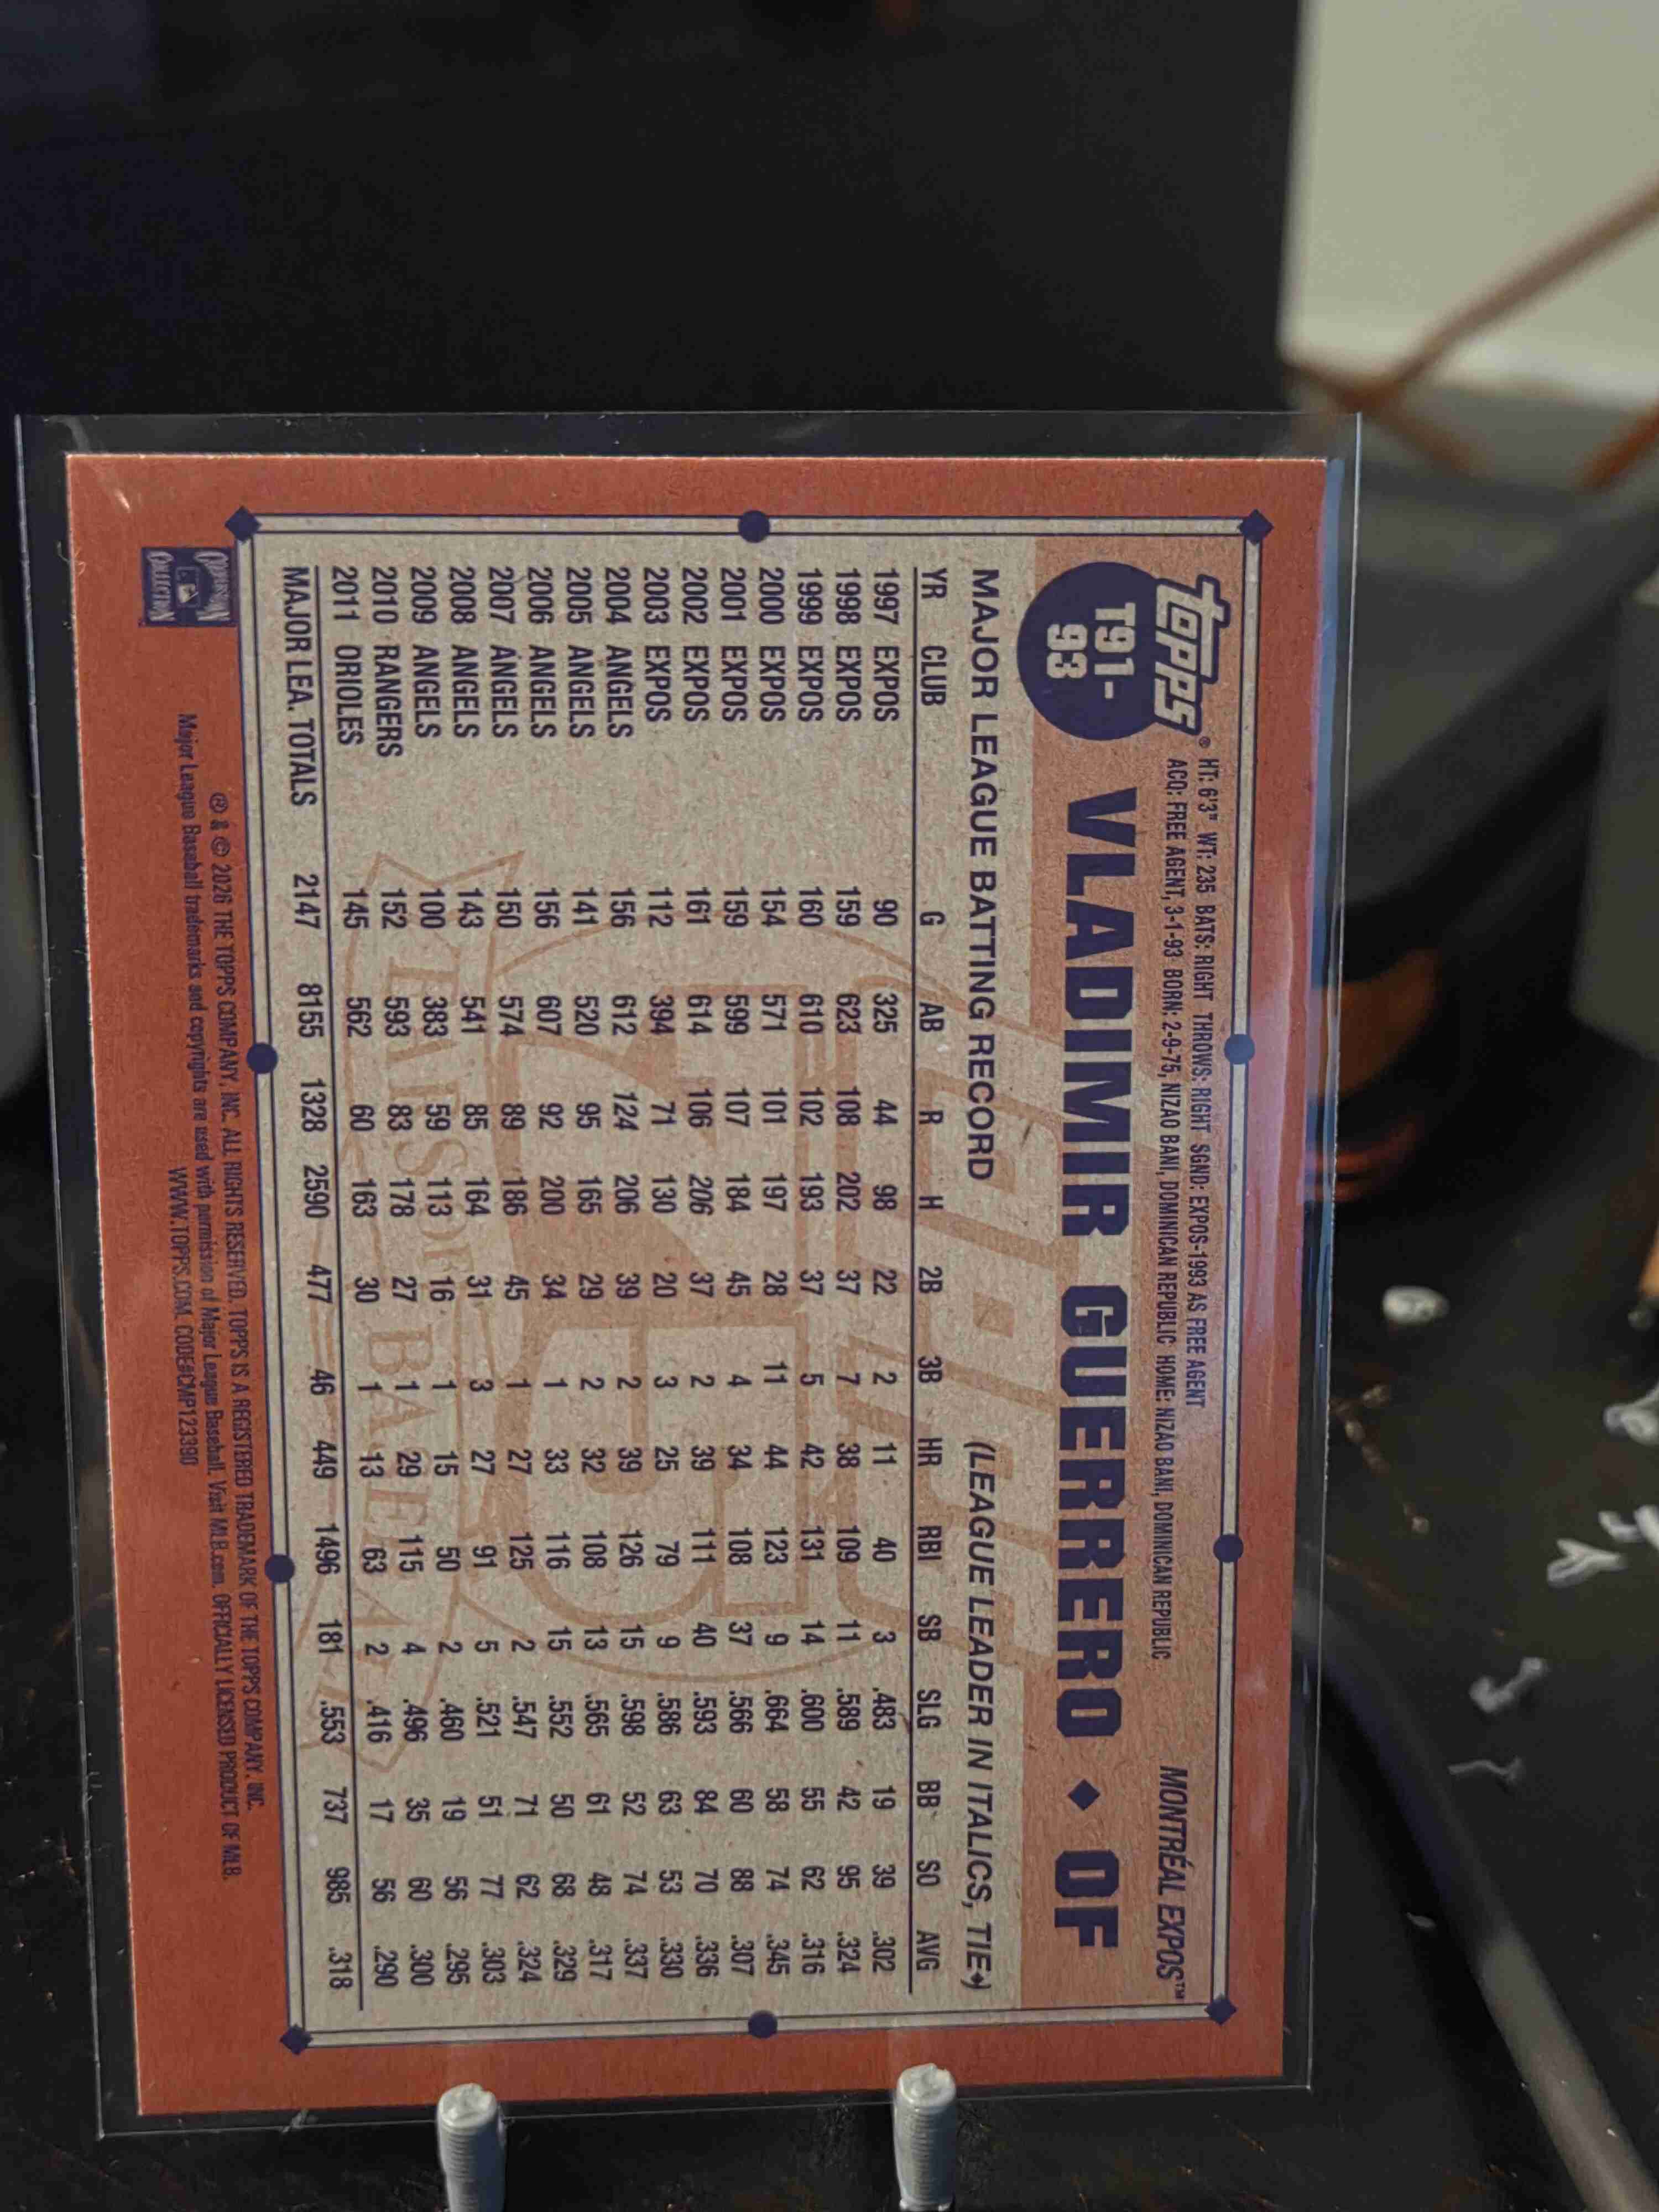 topps®
HT: 6'3" WT: 235 BATS: RIGHT THROWS: RIGHT SGND: EXPOS-1993 AS FREE AGENT
ACQ: FREE AGENT, 3-1-93 BORN: 2-9-75, NIZAO BANI, DOMINICAN REPUBLIC HOME: NIZAO BANI, DOMINICAN REPUBLIC
MONTRÉAL EXPOS™
T91-
93
VLADIMIR GUERRERO ◆ OF
MAJOR LEAGUE BATTING RECORD (LEAGUE LEADER IN ITALICS, TIE♦)
YR CLUB G AB R H 2B 3B HR RBI SB SLG BB SO AVG
1997 EXPOS 90 325 44 98 22 2 11 40 3 .483 19 39 .302
1998 EXPOS 159 623 108 202 37 7 38 109 11 .589 42 95 .324
1999 EXPOS 160 610 102 193 37 5 42 131 14 .600 55 62 .316
2000 EXPOS 154 571 101 197 28 11 44 123 9 .664 58 74 .345
2001 EXPOS 159 599 107 184 45 4 34 108 37 .566 60 88 .307
2002 EXPOS 161 614 106 206 37 2 39 111 40 .593 84 70 .336
2003 EXPOS 112 394 71 130 20 3 25 79 9 .586 63 53 .330
2004 ANGELS 156 612 124 206 39 2 39 126 15 .598 52 74 .337
2005 ANGELS 141 520 95 165 29 2 32 108 13 .565 61 48 .317
2006 ANGELS 156 607 92 200 34 1 33 116 15 .552 50 68 .329
2007 ANGELS 150 574 89 186 45 1 27 125 2 .547 71 62 .324
2008 ANGELS 143 541 85 164 31 3 27 91 5 .521 51 77 .303
2009 ANGELS 100 383 59 113 16 1 15 50 2 .460 19 56 .295
2010 RANGERS 152 593 83 178 27 1 29 115 4 .496 35 60 .300
2011 ORIOLES 145 562 60 163 30 1 13 63 2 .416 17 56 .290
MAJOR LEA. TOTALS 2147 8155 1328 2590 477 46 449 1496 181 .553 737 985 .318
COOPERSTOWN
COLLECTION
® & © 2026 THE TOPPS COMPANY, INC. ALL RIGHTS RESERVED. TOPPS IS A REGISTERED TRADEMARK OF THE TOPPS COMPANY, INC.
Major League Baseball trademarks and copyrights are used with permission of Major League Baseball. Visit MLB.com. OFFICIALLY LICENSED PRODUCT OF MLB.
WWW.TOPPS.COM. CODE#CMP123390